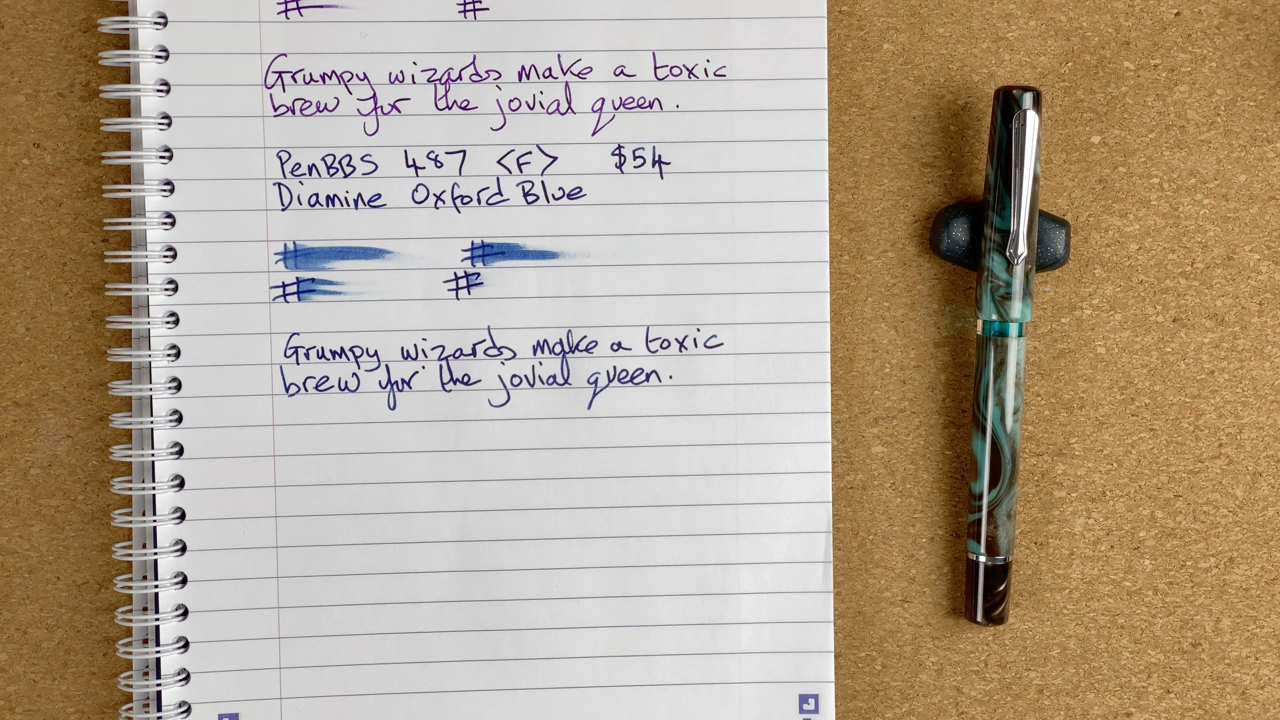 # #
Grumpy wizards make a toxic
brew for the jovial queen.
PenBBS 487 <F> $54
Diamine Oxford Blue
# #
# #
Grumpy wizards make a toxic
brew for the jovial queen.